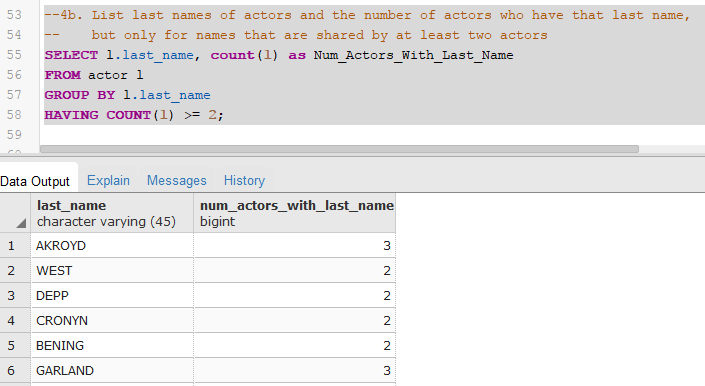 53 --4b. List last names of actors and the number of actors who have that last name,
54 -- but only for names that are shared by at least two actors
55 SELECT l.last_name, count(1) as Num_Actors_With_Last_Name
56 FROM actor l
57 GROUP BY l.last_name
58 HAVING COUNT(1) >= 2;
59
Data Output Explain Messages History
last_name num_actors_with_last_name
character varying (45) bigint
1 AKROYD 3
2 WEST 2
3 DEPP 2
4 CRONYN 2
5 BENING 2
6 GARLAND 3